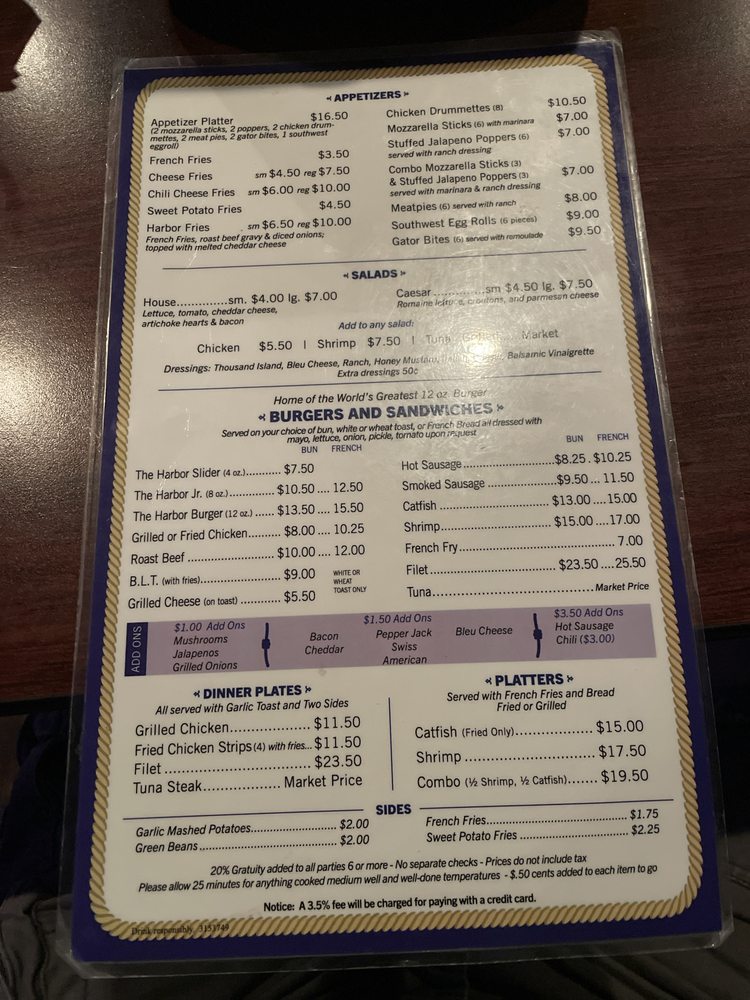 APPETIZERS
Appetizer Platter $16.50
(2 mozzarella sticks, 2 poppers, 2 chicken drum-
mettes, 2 meat pies, 2 gator bites, 1 southwest
eggroll)
French Fries $3.50
Cheese Fries sm $4.50 reg $7.50
Chili Cheese Fries sm $6.00 reg $10.00
Sweet Potato Fries $4.50
Harbor Fries sm $6.50 reg $10.00
French Fries, roast beef gravy & diced onions;
topped with melted cheddar cheese
Chicken Drummettes (8) $10.50
Mozzarella Sticks (6) with marinara $7.00
Stuffed Jalapeno Poppers (6) $7.00
served with ranch dressing
Combo Mozzarella Sticks (3)
& Stuffed Jalapeno Poppers (3) $7.00
served with marinara & ranch dressing
Meatpies (6) served with ranch $8.00
Southwest Egg Rolls (6 pieces) $9.00
Gator Bites (6) served with remoulade $9.50
SALADS
House..............sm. $4.00 lg. $7.00
Lettuce, tomato, cheddar cheese,
artichoke hearts & bacon
Caesar..............sm $4.50 lg. $7.50
Romaine lettuce, croutons, and parmesan cheese
Add to any salad:
Chicken $5.50 | Shrimp $7.50 | Tuna Market
Dressings: Thousand Island, Bleu Cheese, Ranch, Honey Mustard, Balsamic Vinaigrette
Extra dressings 50¢
Home of the World's Greatest 12 oz. Burger
BURGERS AND SANDWICHES
Served on your choice of bun, white or wheat toast, or French Bread all dressed with
mayo, lettuce, onion, pickle, tomato upon request
BUN FRENCH
The Harbor Slider (4 oz.)........... $7.50
The Harbor Jr. (8 oz.).............. $10.50 .... 12.50
The Harbor Burger (12 oz.) ...... $13.50 .... 15.50
Grilled or Fried Chicken.......... $8.00 .... 10.25
Roast Beef ........................... $10.00 .... 12.00
B.L.T. (with fries)..................... $9.00 WHITE OR
WHEAT
TOAST ONLY
Grilled Cheese (on toast) ........... $5.50
BUN FRENCH
Hot Sausage.......................$8.25 . $10.25
Smoked Sausage .................$9.50 ... 11.50
Catfish ............................. $13.00 ....15.00
Shrimp............................. $15.00 ....17.00
French Fry........................................ 7.00
Filet................................ $23.50 ....25.50
Tuna.................................... Market Price
ADD ONS
$1.00 Add Ons
Mushrooms
Jalapenos
Grilled Onions
$1.50 Add Ons
Bacon Pepper Jack Bleu Cheese
Cheddar Swiss
American
$3.50 Add Ons
Hot Sausage
Chili ($3.00)
DINNER PLATES
All served with Garlic Toast and Two Sides
Grilled Chicken.................. $11.50
Fried Chicken Strips (4) with fries... $11.50
Filet ................................ $23.50
Tuna Steak................. Market Price
PLATTERS
Served with French Fries and Bread
Fried or Grilled
Catfish (Fried Only)................. $15.00
Shrimp ............................. $17.50
Combo (½ Shrimp, ½ Catfish)....... $19.50
SIDES
Garlic Mashed Potatoes........................ $2.00
Green Beans...................................... $2.00
French Fries....................................... $1.75
Sweet Potato Fries .............................. $2.25
20% Gratuity added to all parties 6 or more - No separate checks - Prices do not include tax
Please allow 25 minutes for anything cooked medium well and well-done temperatures - $.50 cents added to each item to go
Notice: A 3.5% fee will be charged for paying with a credit card.
Drink responsibly. 3153749